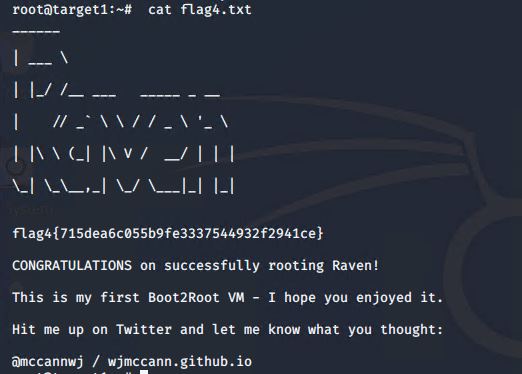 root@target1:~#  cat flag4.txt
______
| ___ \
| |_/ /__ ___   _____ _ __
|    // _` \ \ / / _ \ '_ \
| |\ \ (_| |\ V /  __/ | | |
\_| \_\__,_| \_/ \___|_| |_|
flag4{715dea6c055b9fe3337544932f2941ce}
CONGRATULATIONS on successfully rooting Raven!
This is my first Boot2Root VM - I hope you enjoyed it.
Hit me up on Twitter and let me know what you thought:
@mccannwj / wjmccann.github.io
root@target1:~#